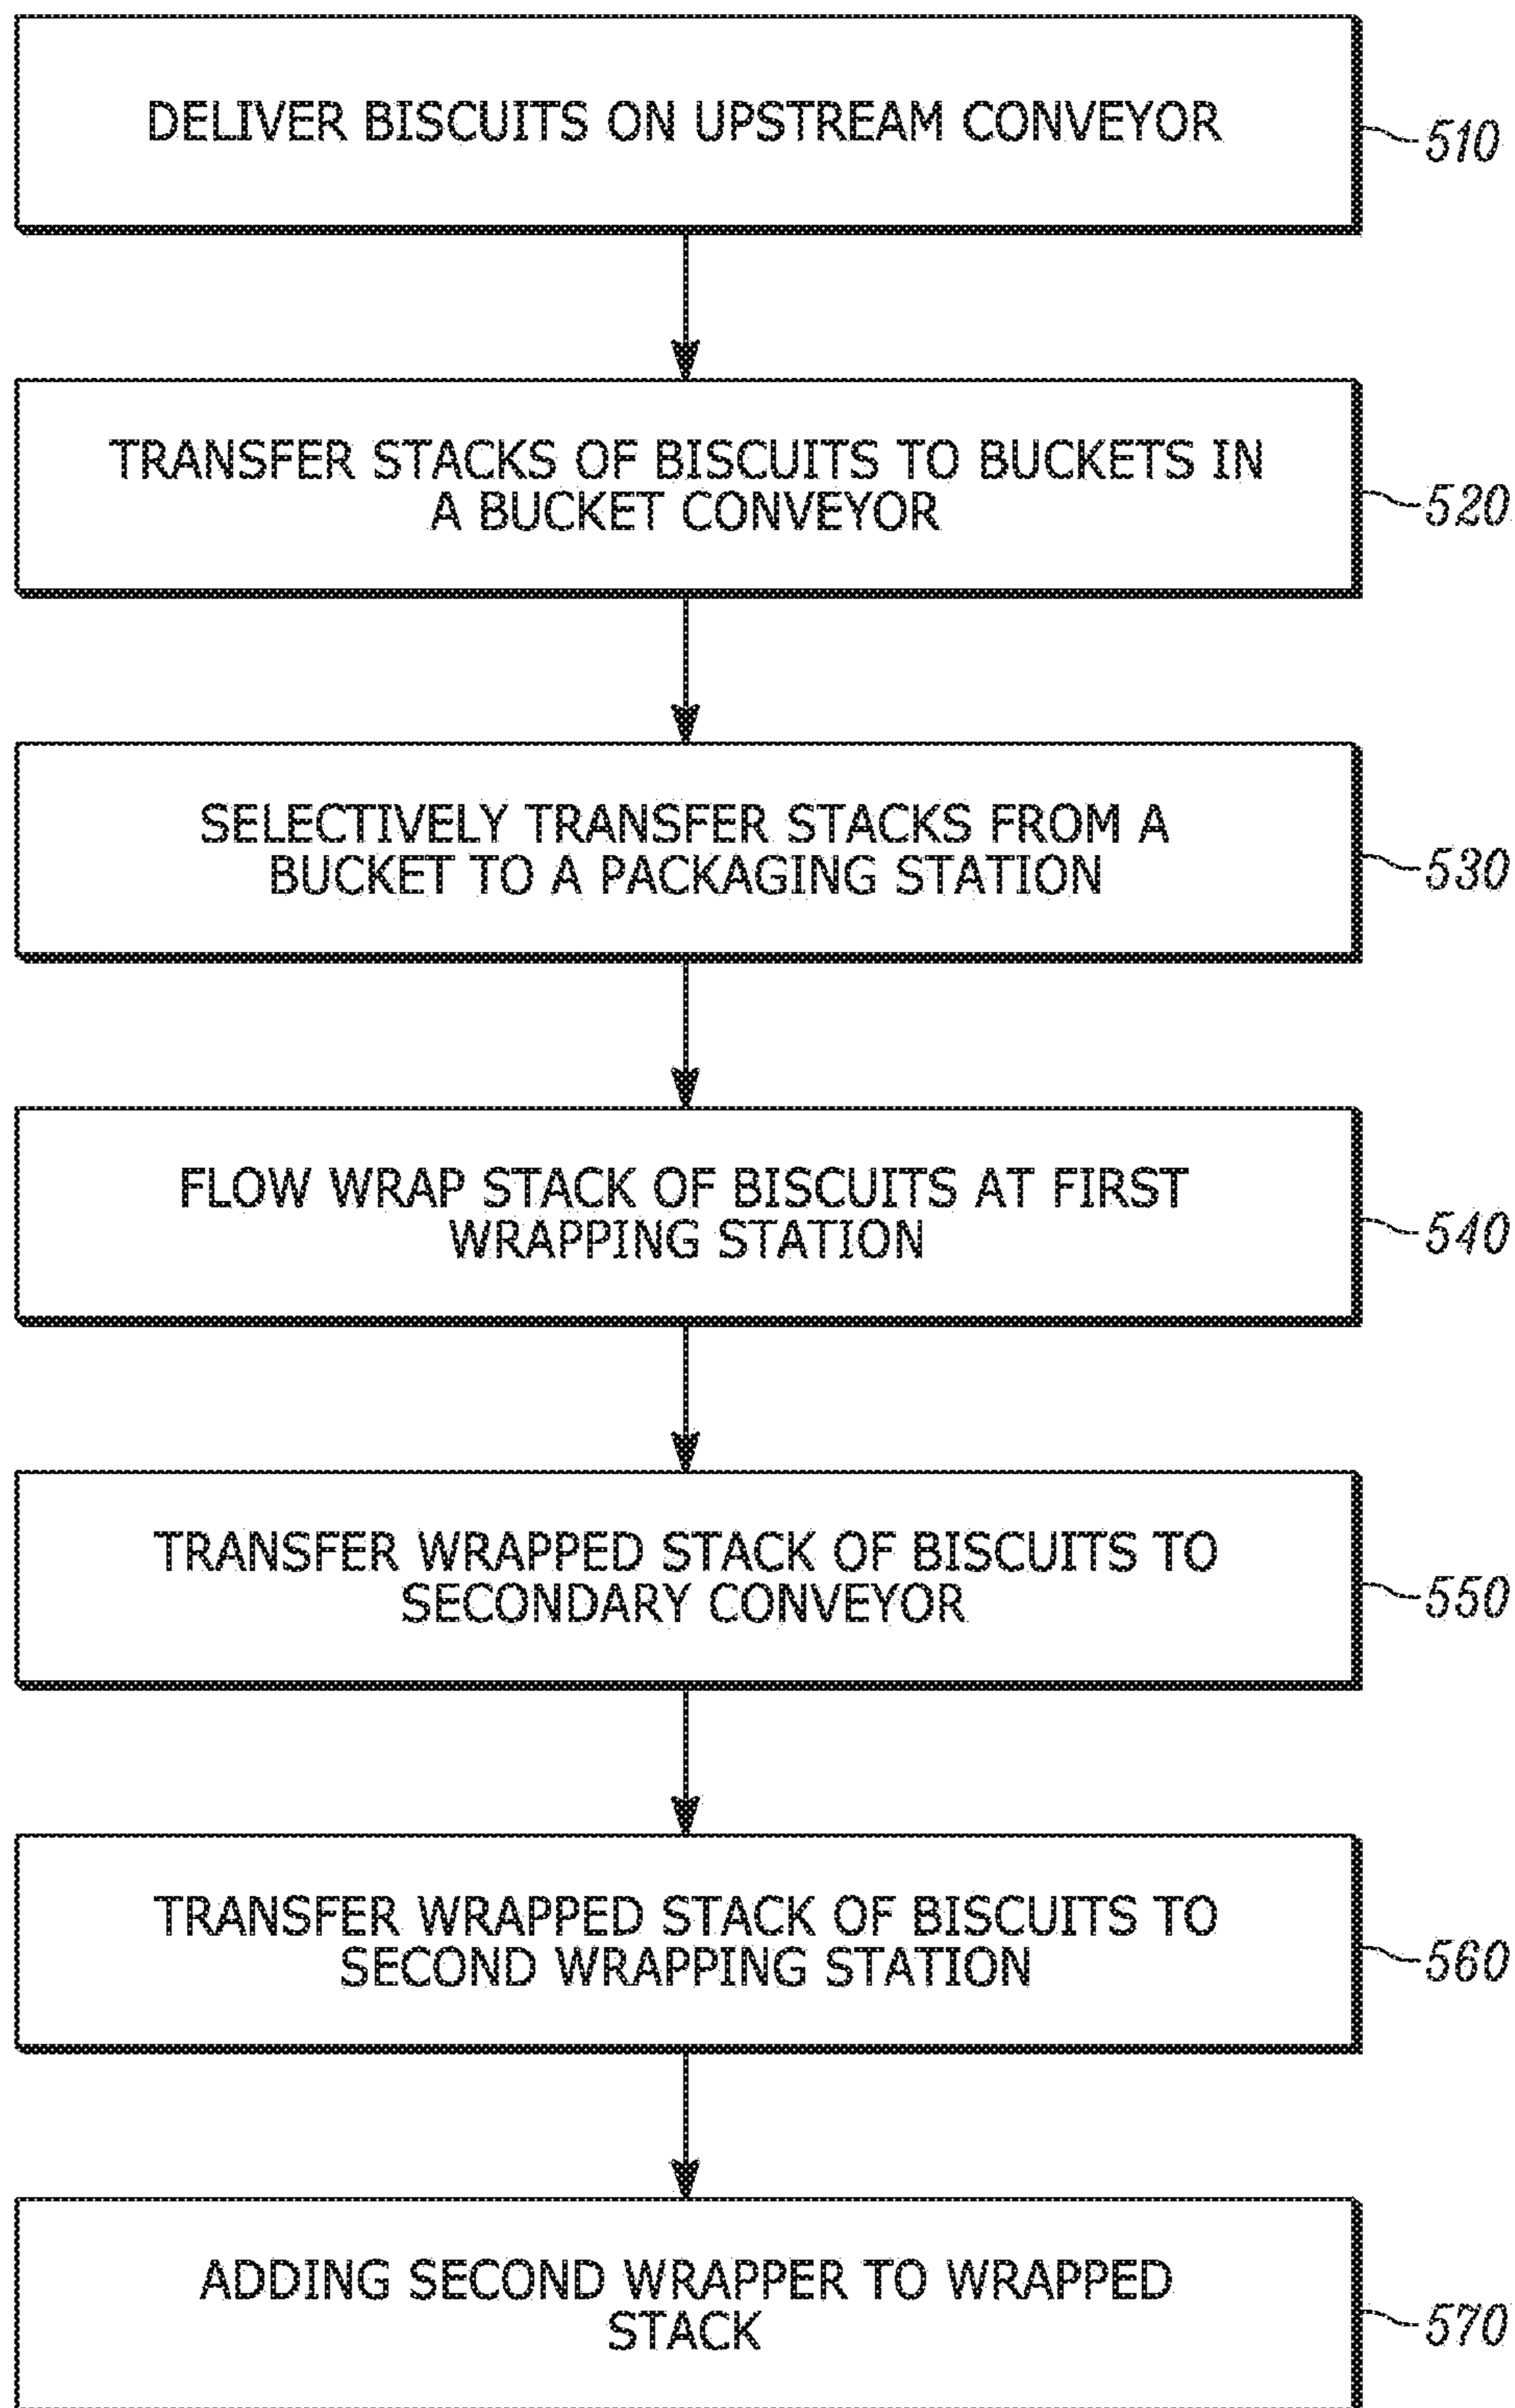 DELIVER BISCUITS ON UPSTREAM CONVEYOR
510
TRANSFER STACKS OF BISCUITS TO BUCKETS IN
A BUCKET CONVEYOR
520
SELECTIVELY TRANSFER STACKS FROM A
BUCKET TO A PACKAGING STATION
530
FLOW WRAP STACK OF BISCUITS AT FIRST
WRAPPING STATION
540
TRANSFER WRAPPED STACK OF BISCUITS TO
SECONDARY CONVEYOR
550
TRANSFER WRAPPED STACK OF BISCUITS TO
SECOND WRAPPING STATION
560
ADDING SECOND WRAPPER TO WRAPPED
STACK
570